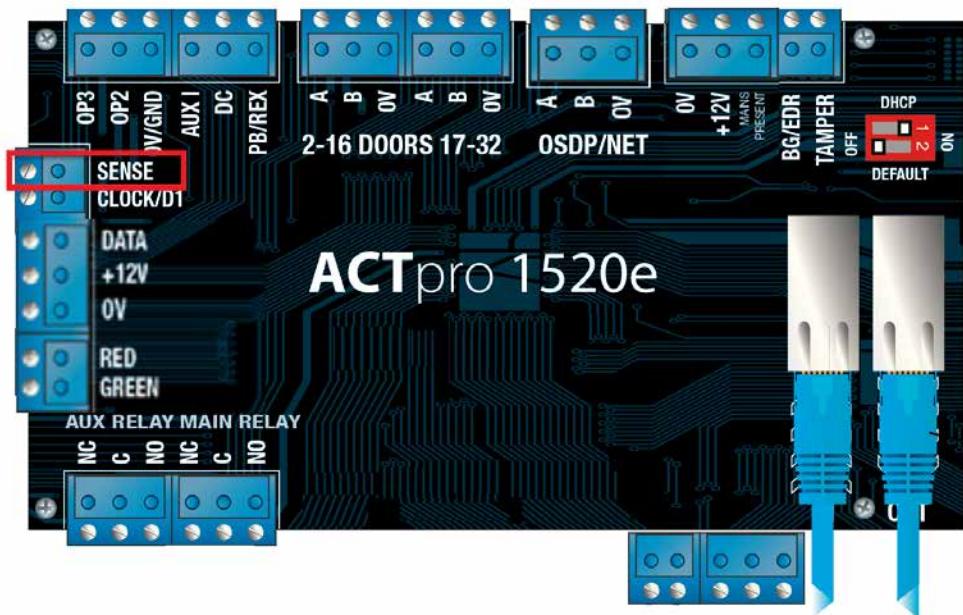 OP3
OP2
0V/GND
AUX I
DC
PB/REX
A
B
0V
A
B
0V
2-16 DOORS 17-32
A
B
0V
OSDP/NET
0V
+12V
MAINS
PRESENT
BG/EDR
TAMPER
DHCP
OFF
1
2
ON
DEFAULT
SENSE
CLOCK/D1
DATA
+12V
0V
RED
GREEN
ACTpro 1520e
AUX RELAY MAIN RELAY
NC
C
NO
NC
C
NO